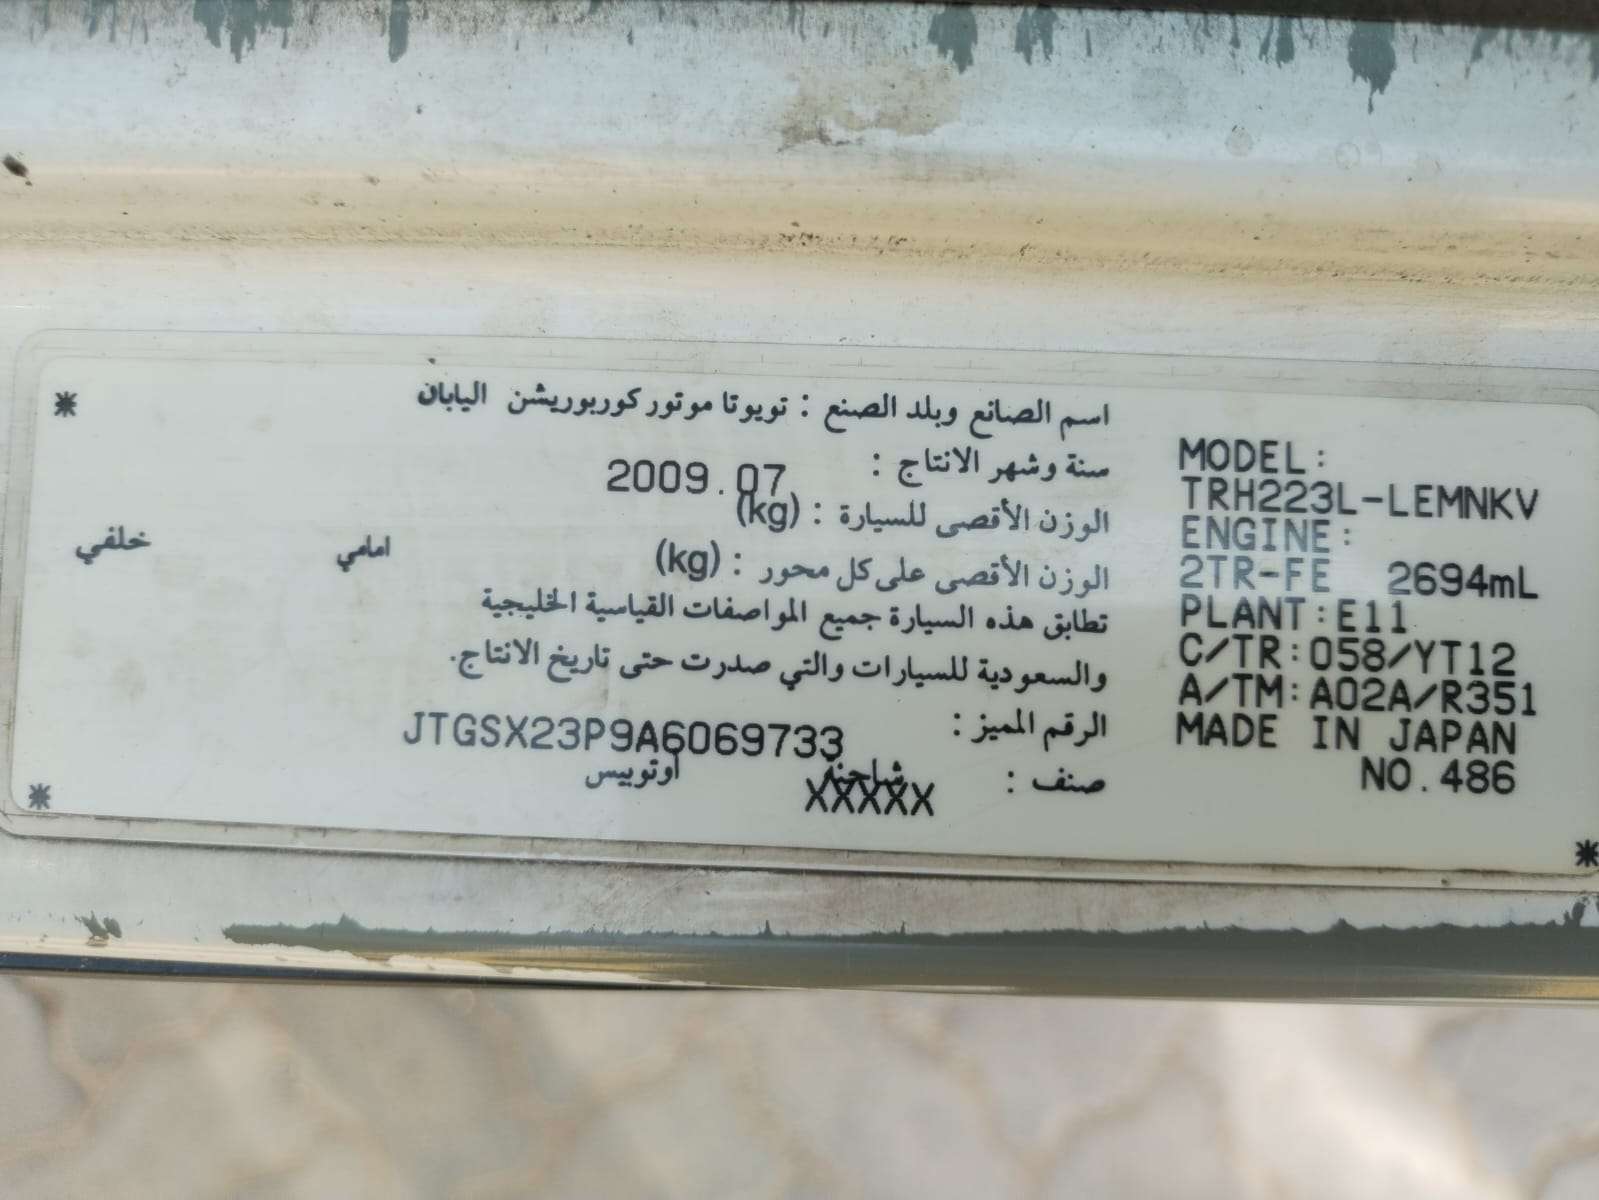 اسم الصانع وبلد الصنع : تويوتا موتور كوربوريشن اليابان
سنة وشهر الانتاج : 2009.07
الوزن الأقصى للسيارة : (kg)
الوزن الأقصى على كل محور : (kg) امامي خلفي
تطابق هذه السيارة جميع المواصفات القياسية الخليجية
والسعودية للسيارات والتي صدرت حتى تاريخ الانتاج.
الرقم المميز : JTGSX23P9A6069733
صنف : شاحنة XXXXX أوتوبيس
MODEL:
TRH223L-LEMNKV
ENGINE:
2TR-FE 2694mL
PLANT:E11
C/TR:058/YT12
A/TM:A02A/R351
MADE IN JAPAN
NO.486